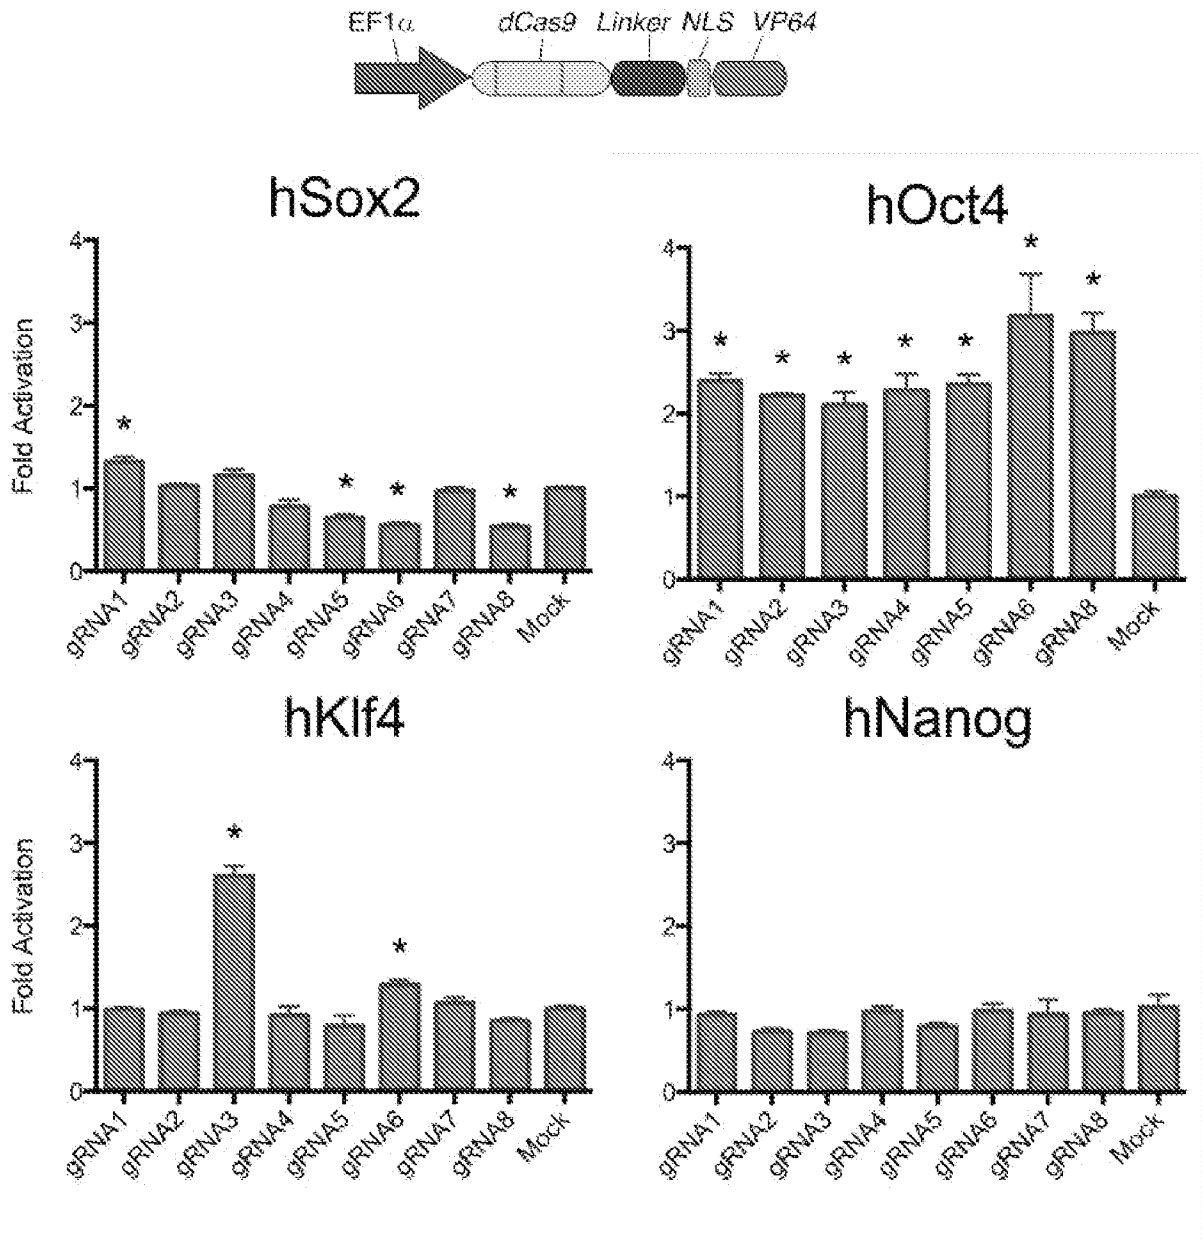 EF1α dCas9 Linker NLS VP64
hSox2
4
3
2
1
0
Fold Activation
* * * *
gRNA1 gRNA2 gRNA3 gRNA4 gRNA5 gRNA6 gRNA7 gRNA8 Mock
hOct4
4
3
2
1
0
* * * * * * *
gRNA1 gRNA2 gRNA3 gRNA4 gRNA5 gRNA6 gRNA8 Mock
hKlf4
4
3
2
1
0
Fold Activation
* *
gRNA1 gRNA2 gRNA3 gRNA4 gRNA5 gRNA6 gRNA7 gRNA8 Mock
hNanog
4
3
2
1
0
gRNA1 gRNA2 gRNA3 gRNA4 gRNA5 gRNA6 gRNA7 gRNA8 Mock